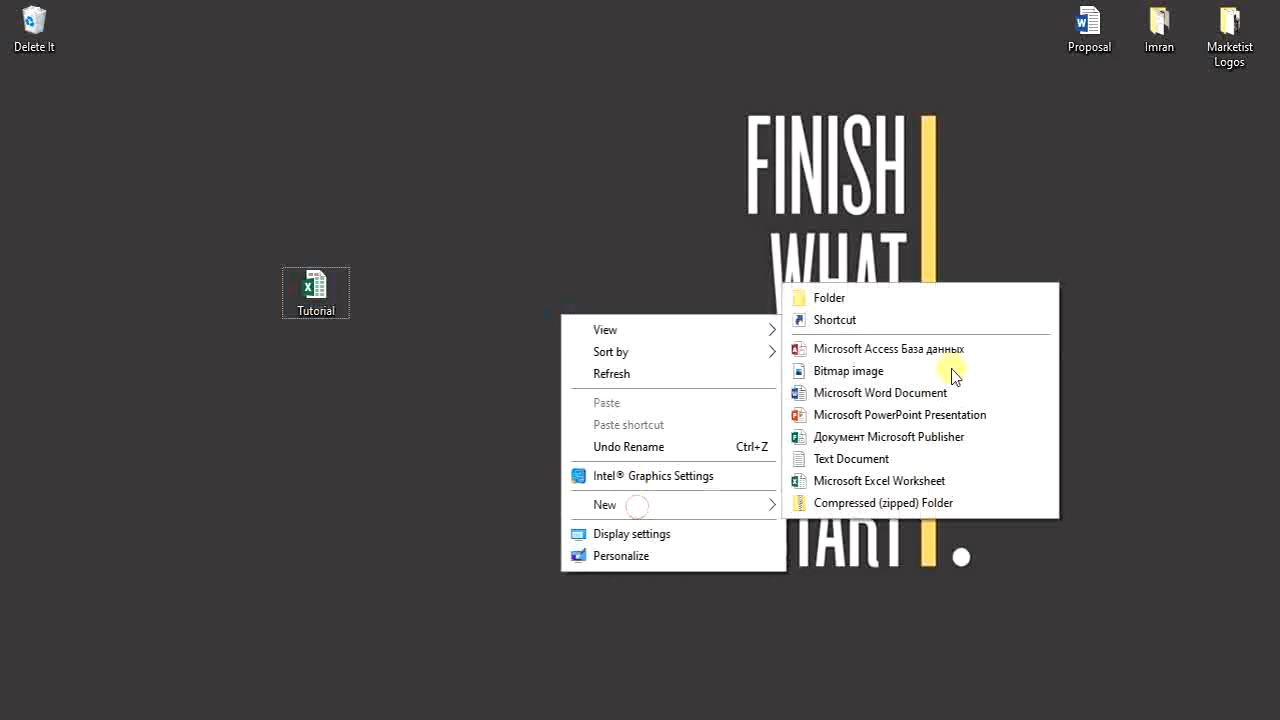 Delete It
Proposal
Imran
Marketist
Logos
FINISH
WHAT
START
.
Tutorial
View
Sort by
Refresh
Paste
Paste shortcut
Undo Rename Ctrl+Z
Intel® Graphics Settings
New
Display settings
Personalize
Folder
Shortcut
Microsoft Access База данных
Bitmap image
Microsoft Word Document
Microsoft PowerPoint Presentation
Документ Microsoft Publisher
Text Document
Microsoft Excel Worksheet
Compressed (zipped) Folder